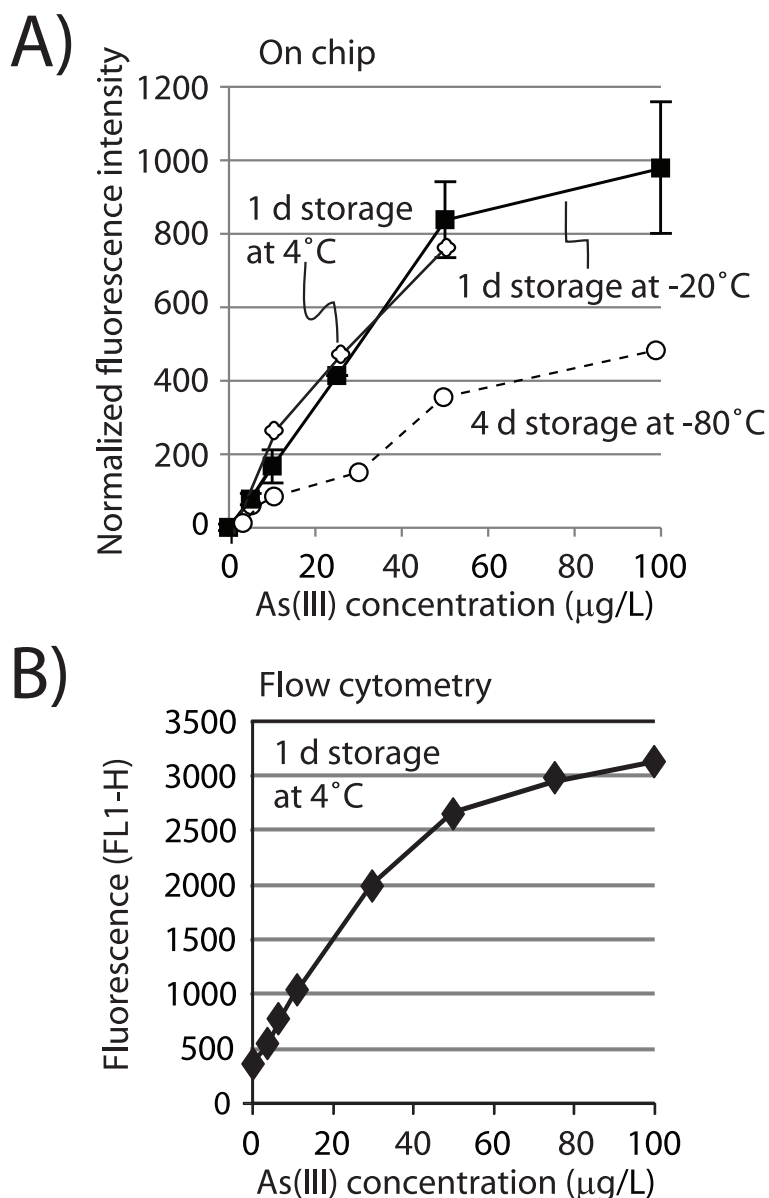 A)
On chip
Normalized fluorescence intensity
1200
1000
800
600
400
200
0
1 d storage
at 4˚C
1 d storage at -20˚C
4 d storage at -80˚C
0 20 40 60 80 100
As(III) concentration (μg/L)
B)
Flow cytometry
Fluorescence (FL1-H)
3500
3000
2500
2000
1500
1000
500
0
1 d storage
at 4˚C
0 20 40 60 80 100
As(III) concentration (μg/L)